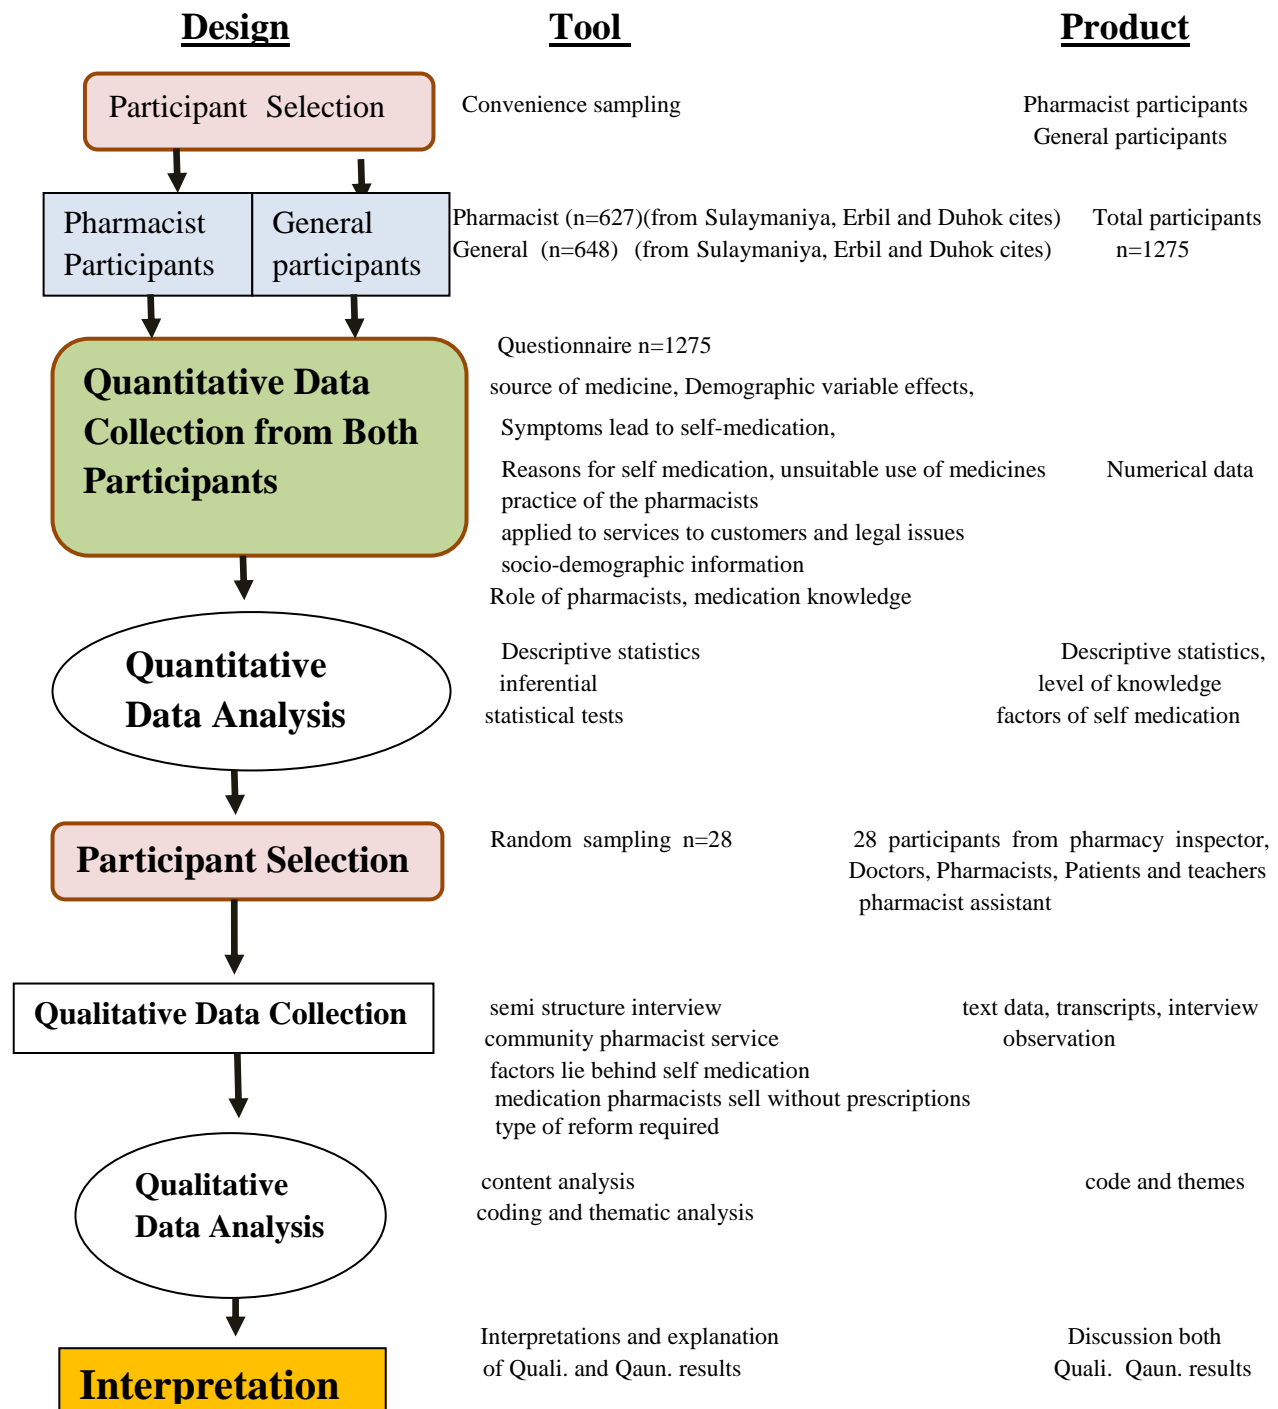 Design Tool Product
Participant Selection Convenience sampling Pharmacist participants
General participants
Pharmacist General Pharmacist (n=627)(from Sulaymaniya, Erbil and Duhok cites) Total participants
Participants participants General (n=648) (from Sulaymaniya, Erbil and Duhok cites) n=1275
Questionnaire n=1275
Quantitative Data source of medicine, Demographic variable effects,
Collection from Both Symptoms lead to self-medication,
Participants Reasons for self medication, unsuitable use of medicines Numerical data
practice of the pharmacists
applied to services to customers and legal issues
socio-demographic information
Role of pharmacists, medication knowledge
Quantitative Descriptive statistics Descriptive statistics,
inferential level of knowledge
Data Analysis statistical tests factors of self medication
Participant Selection Random sampling n=28 28 participants from pharmacy inspector,
Doctors, Pharmacists, Patients and teachers
pharmacist assistant
Qualitative Data Collection semi structure interview text data, transcripts, interview
community pharmacist service observation
factors lie behind self medication
medication pharmacists sell without prescriptions
type of reform required
Qualitative content analysis code and themes
Data Analysis coding and thematic analysis
Interpretation Interpretations and explanation Discussion both
of Quali. and Qaun. results Quali. Qaun. results